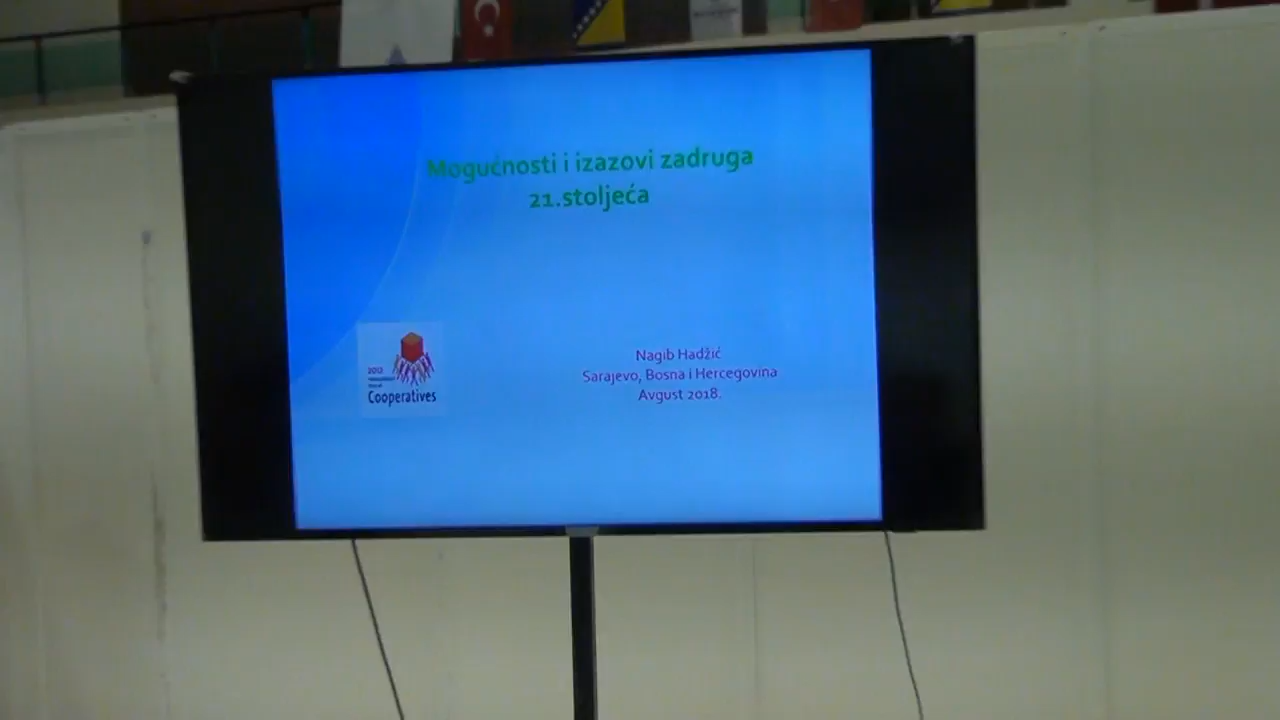 Mogućnosti i izazovi zadruga
21.stoljeća
2012
Cooperatives
Nagib Hadžić
Sarajevo, Bosna i Hercegovina
Avgust 2018.